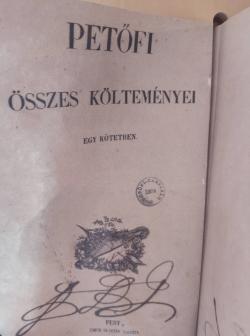 PETŐFI
ÖSSZES KÖLTEMÉNYEI
EGY KÖTETBEN.
PEST,